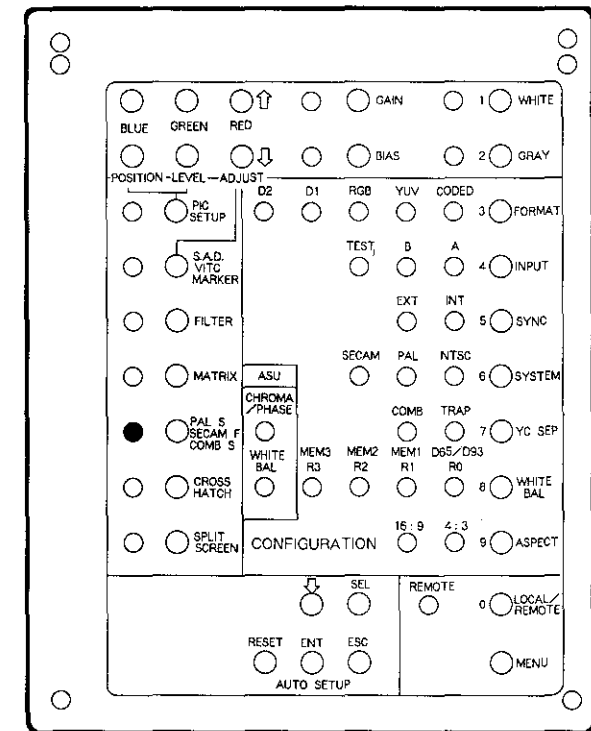 GAIN 1 WHITE
BLUE GREEN RED
BIAS 2 GRAY
POSITION - LEVEL - ADJUST
D2 D1 RGB YUV CODED
PIC SETUP 3 FORMAT
TEST B A
S.A.D. VITC MARKER 4 INPUT
EXT INT
FILTER 5 SYNC
SECAM PAL NTSC
MATRIX ASU 6 SYSTEM
CHROMA /PHASE
COMB TRAP
PAL S SECAM F COMB S 7 YC SEP
WHITE BAL MEM3 R3 MEM2 R2 MEM1 R1 D65/D93 R0
CROSS HATCH 8 WHITE BAL
16:9 4:3
SPLIT SCREEN CONFIGURATION 9 ASPECT
SEL REMOTE
0 LOCAL/ REMOTE
RESET ENT ESC
MENU
AUTO SETUP